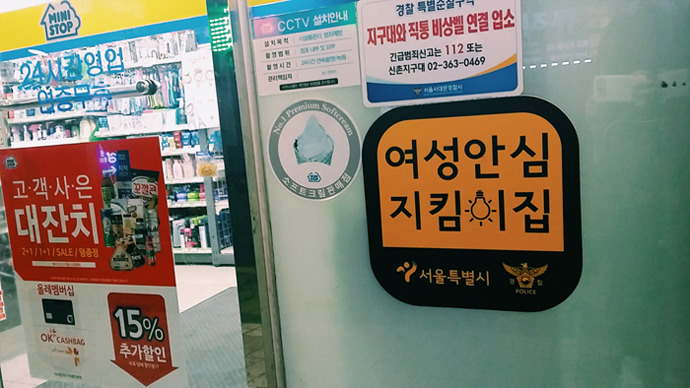 MINI
STOP
24시간영업
연중무휴
고·객·사·은
대잔치
2+1 / 1+1 / SALE / 덤증정
올레멤버십
OK CASHBAG
15%
추가할인
CCTV 설치안내
설치목적
촬영범위
촬영시간
관리책임자
No.1 Premium Softcream
소프트크림판매점
경찰 특별순찰구역
지구대와 직통 비상벨 연결 업소
긴급범죄신고는 112 또는
신촌지구대 02-363-0469
서울서대문경찰서
여성안심
지킴이집
서울특별시
경찰
POLICE